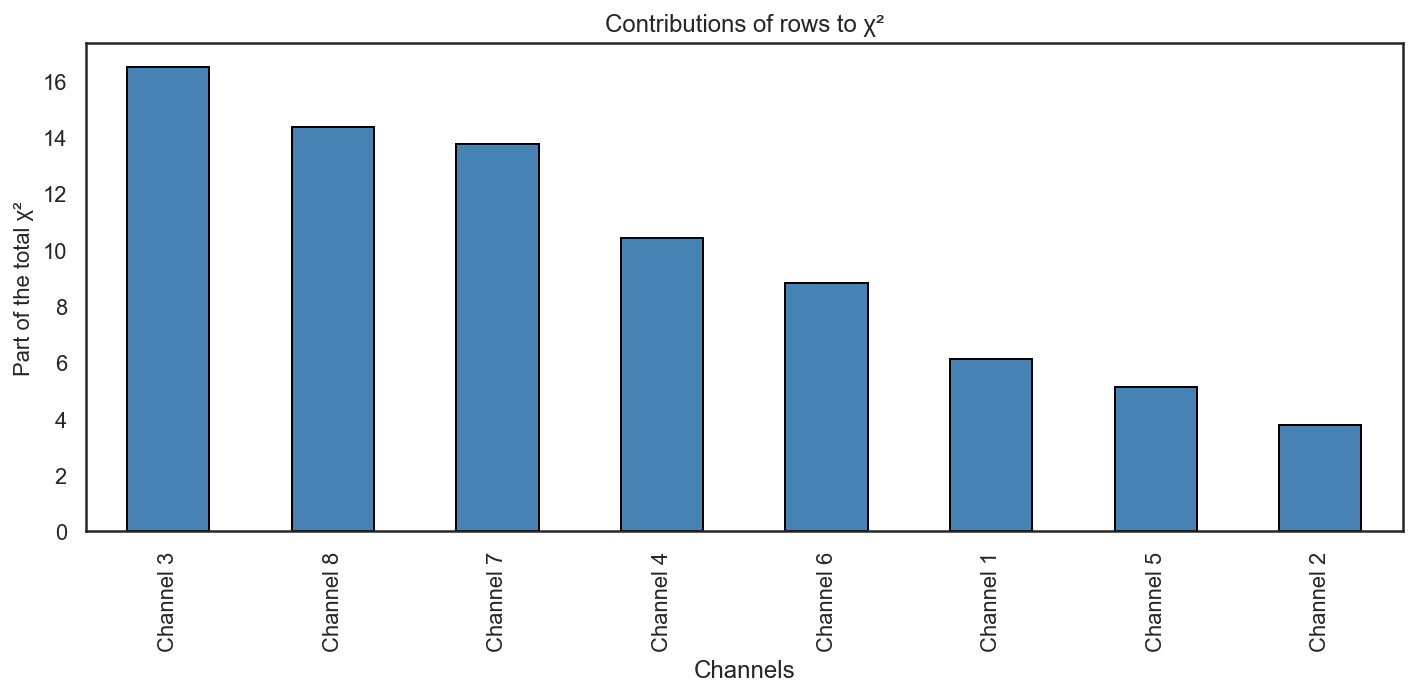 Contributions of rows to χ²
Part of the total χ²
16
14
12
10
8
6
4
2
0
Channel 3
Channel 8
Channel 7
Channel 4
Channel 6
Channel 1
Channel 5
Channel 2
Channels